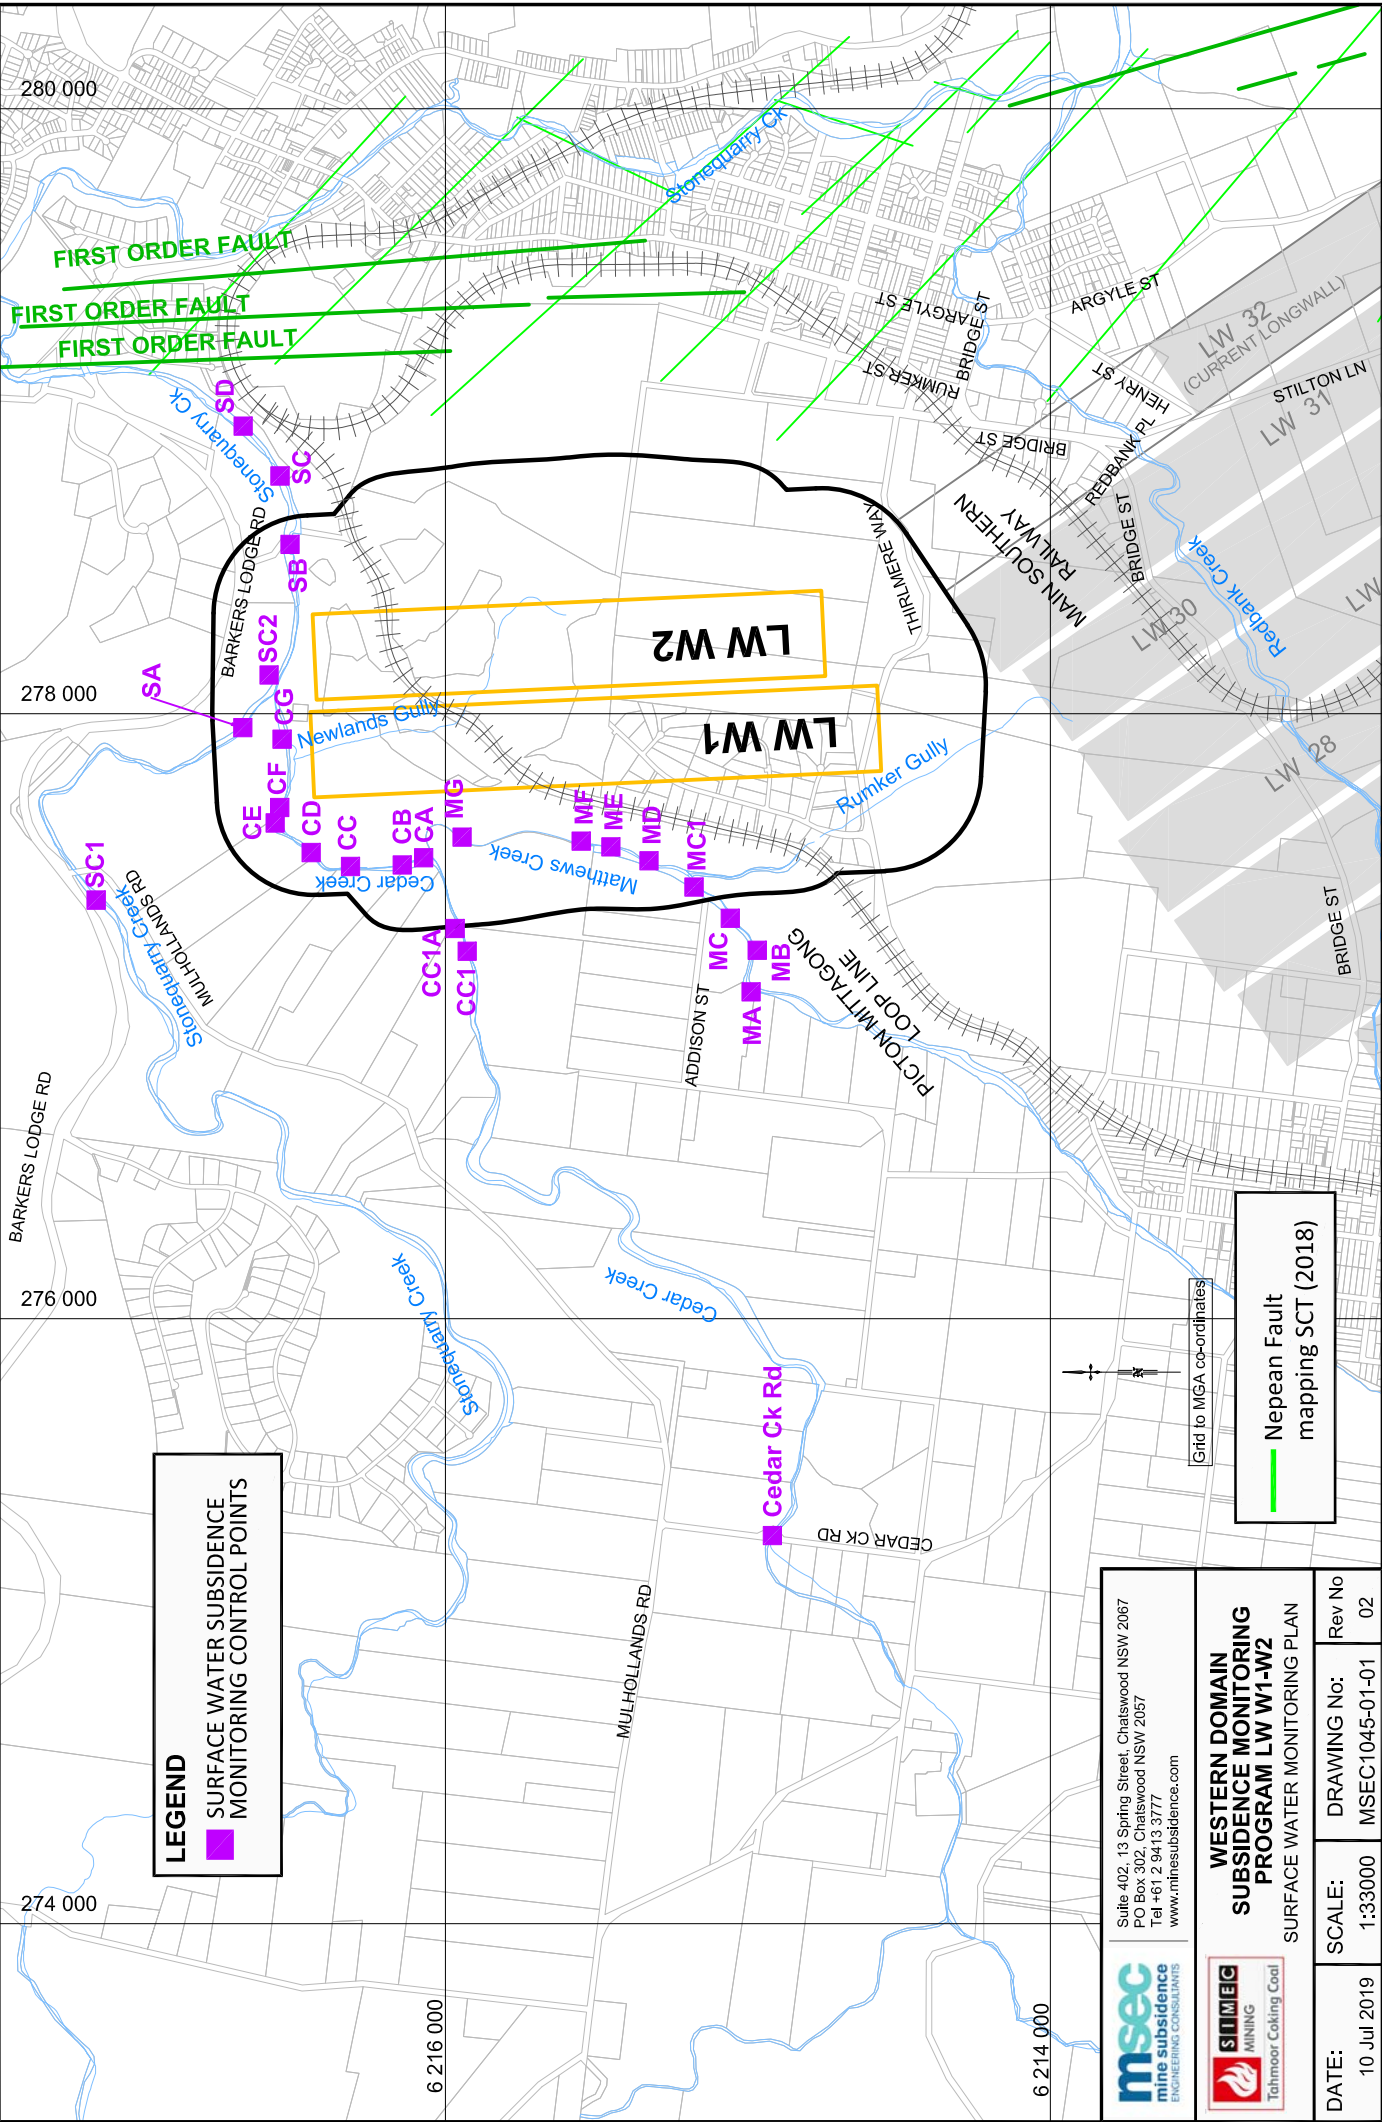 280 000
FIRST ORDER FAULT
FIRST ORDER FAULT
FIRST ORDER FAULT
Stonequarry Ck
Stonequarry Ck
SD
SC
SB
SC2
SA
CG
CF
CE
CD
CC
CB
CA
MG
MF
ME
MD
MC1
MC
MB
MA
CC1A
CC1
SC1
Cedar Ck Rd
278 000
276 000
274 000
6 216 000
6 214 000
BARKERS LODGE RD
BARKERS LODGE RD
MULHOLLANDS RD
MULHOLLANDS RD
Stonequarry Creek
Stonequarry Creek
Stonequarry Creek
Stonequarry Creek
Newlands Gully
Rumker Gully
Matthews Creek
Cedar Creek
Cedar Creek
Redbank Creek
LW W2
LW W1
THIRLMERE WAY
MAIN SOUTHERN
RAILWAY
PICTON MITTAGONG
LOOP LINE
ADDISON ST
CEDAR CK RD
ARGYLE ST
ARGYLE ST
RUMKER ST
BRIDGE ST
BRIDGE ST
BRIDGE ST
BRIDGE ST
HENRY ST
REDBANK PL
STILTON LN
LW 32
(CURRENT LONGWALL)
LW 31
LW 30
LW
LW 28
LEGEND
SURFACE WATER SUBSIDENCE
MONITORING CONTROL POINTS
N
Grid to MGA co-ordinates
Nepean Fault
mapping SCT (2018)
msec
mine subsidence
ENGINEERING CONSULTANTS
Suite 402, 13 Spring Street, Chatswood NSW 2067
PO Box 302, Chatswood NSW 2057
Tel +61 2 9413 3777
www.minesubsidence.com
SIMEC
MINING
Tahmoor Coking Coal
WESTERN DOMAIN
SUBSIDENCE MONITORING
PROGRAM LW W1-W2
SURFACE WATER MONITORING PLAN
DATE:
10 Jul 2019
SCALE:
1:33000
DRAWING No:
MSEC1045-01-01
Rev No
02